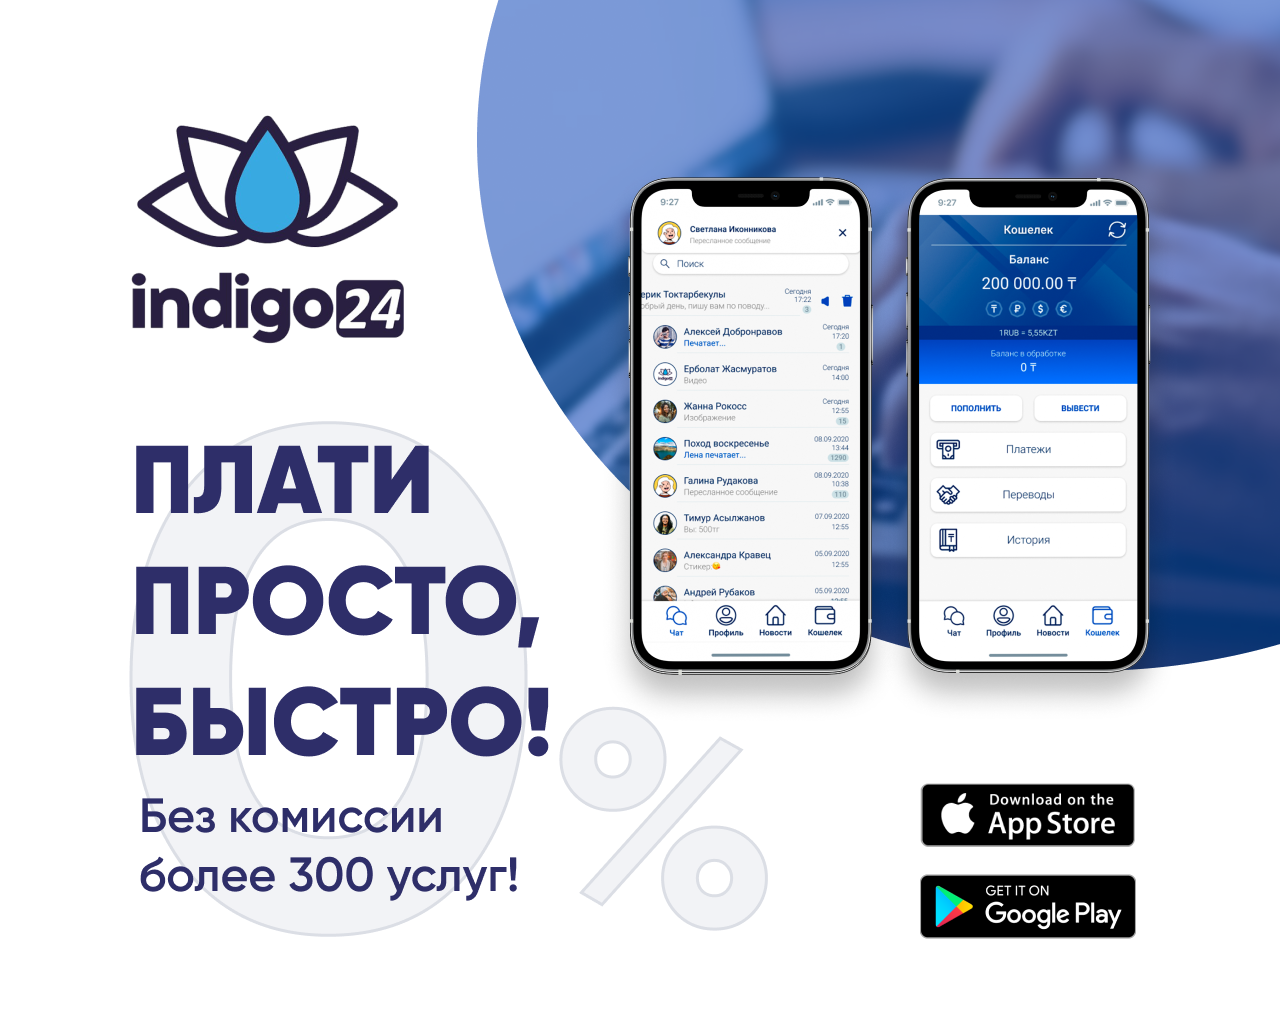 indigo24
ПЛАТИ
ПРОСТО,
БЫСТРО!
Без комиссии
более 300 услуг!
0%
9:27
Светлана Иконникова
Пересланное сообщение
Поиск
ерик Токтарбекулы
обрый день, пишу вам по поводу...
Сегодня
17:22
3
Алексей Добронравов
Печатает...
Сегодня
17:20
1
Ерболат Жасмуратов
Видео
Сегодня
14:00
Жанна Рокосс
Изображение
Сегодня
12:55
15
Поход воскресенье
Лена печатает...
08.09.2020
13:44
1290
Галина Рудакова
Пересланное сообщение
08.09.2020
10:38
110
Тимур Асылжанов
Вы: 500тг
07.09.2020
12:55
Александра Кравец
Стикер:😘
05.09.2020
12:55
Андрей Рубаков
05.09.2020
Чат
Профиль
Новости
Кошелек
9:27
Кошелек
Баланс
200 000.00 ₸
₸ ₽ $ €
1RUB = 5,55KZT
Баланс в обработке
0 ₸
ПОПОЛНИТЬ
ВЫВЕСТИ
Платежи
Переводы
История
Чат
Профиль
Новости
Кошелек
Download on the
App Store
GET IT ON
Google Play